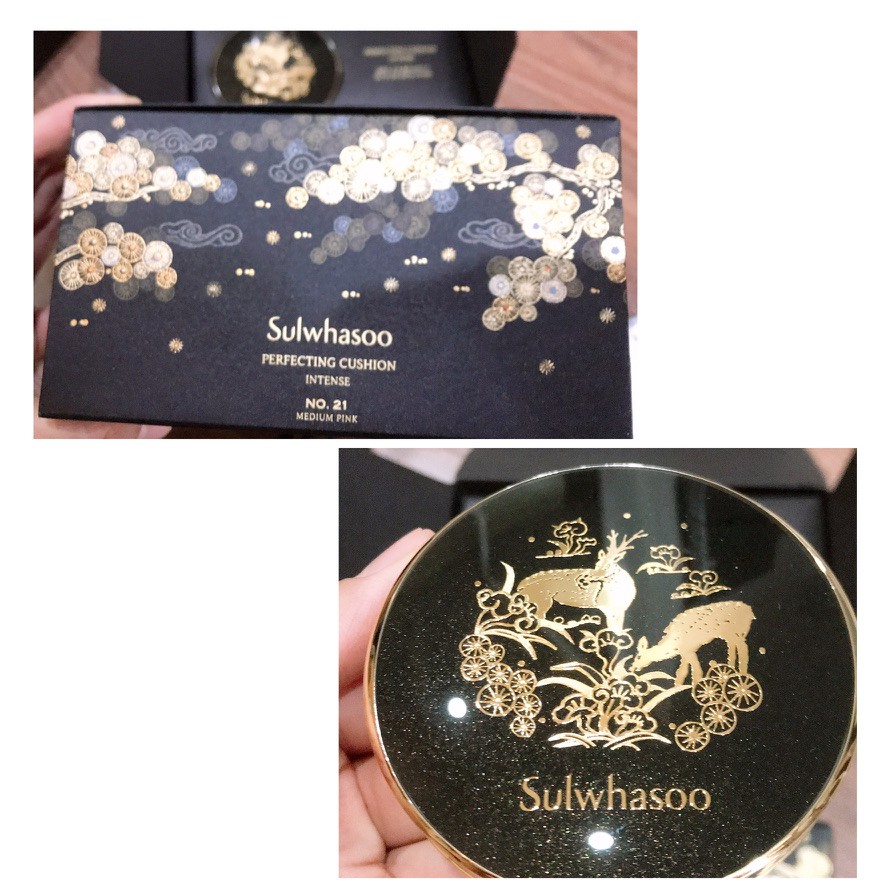 Sulwhasoo
PERFECTING CUSHION
INTENSE
NO. 21
MEDIUM PINK
Sulwhasoo